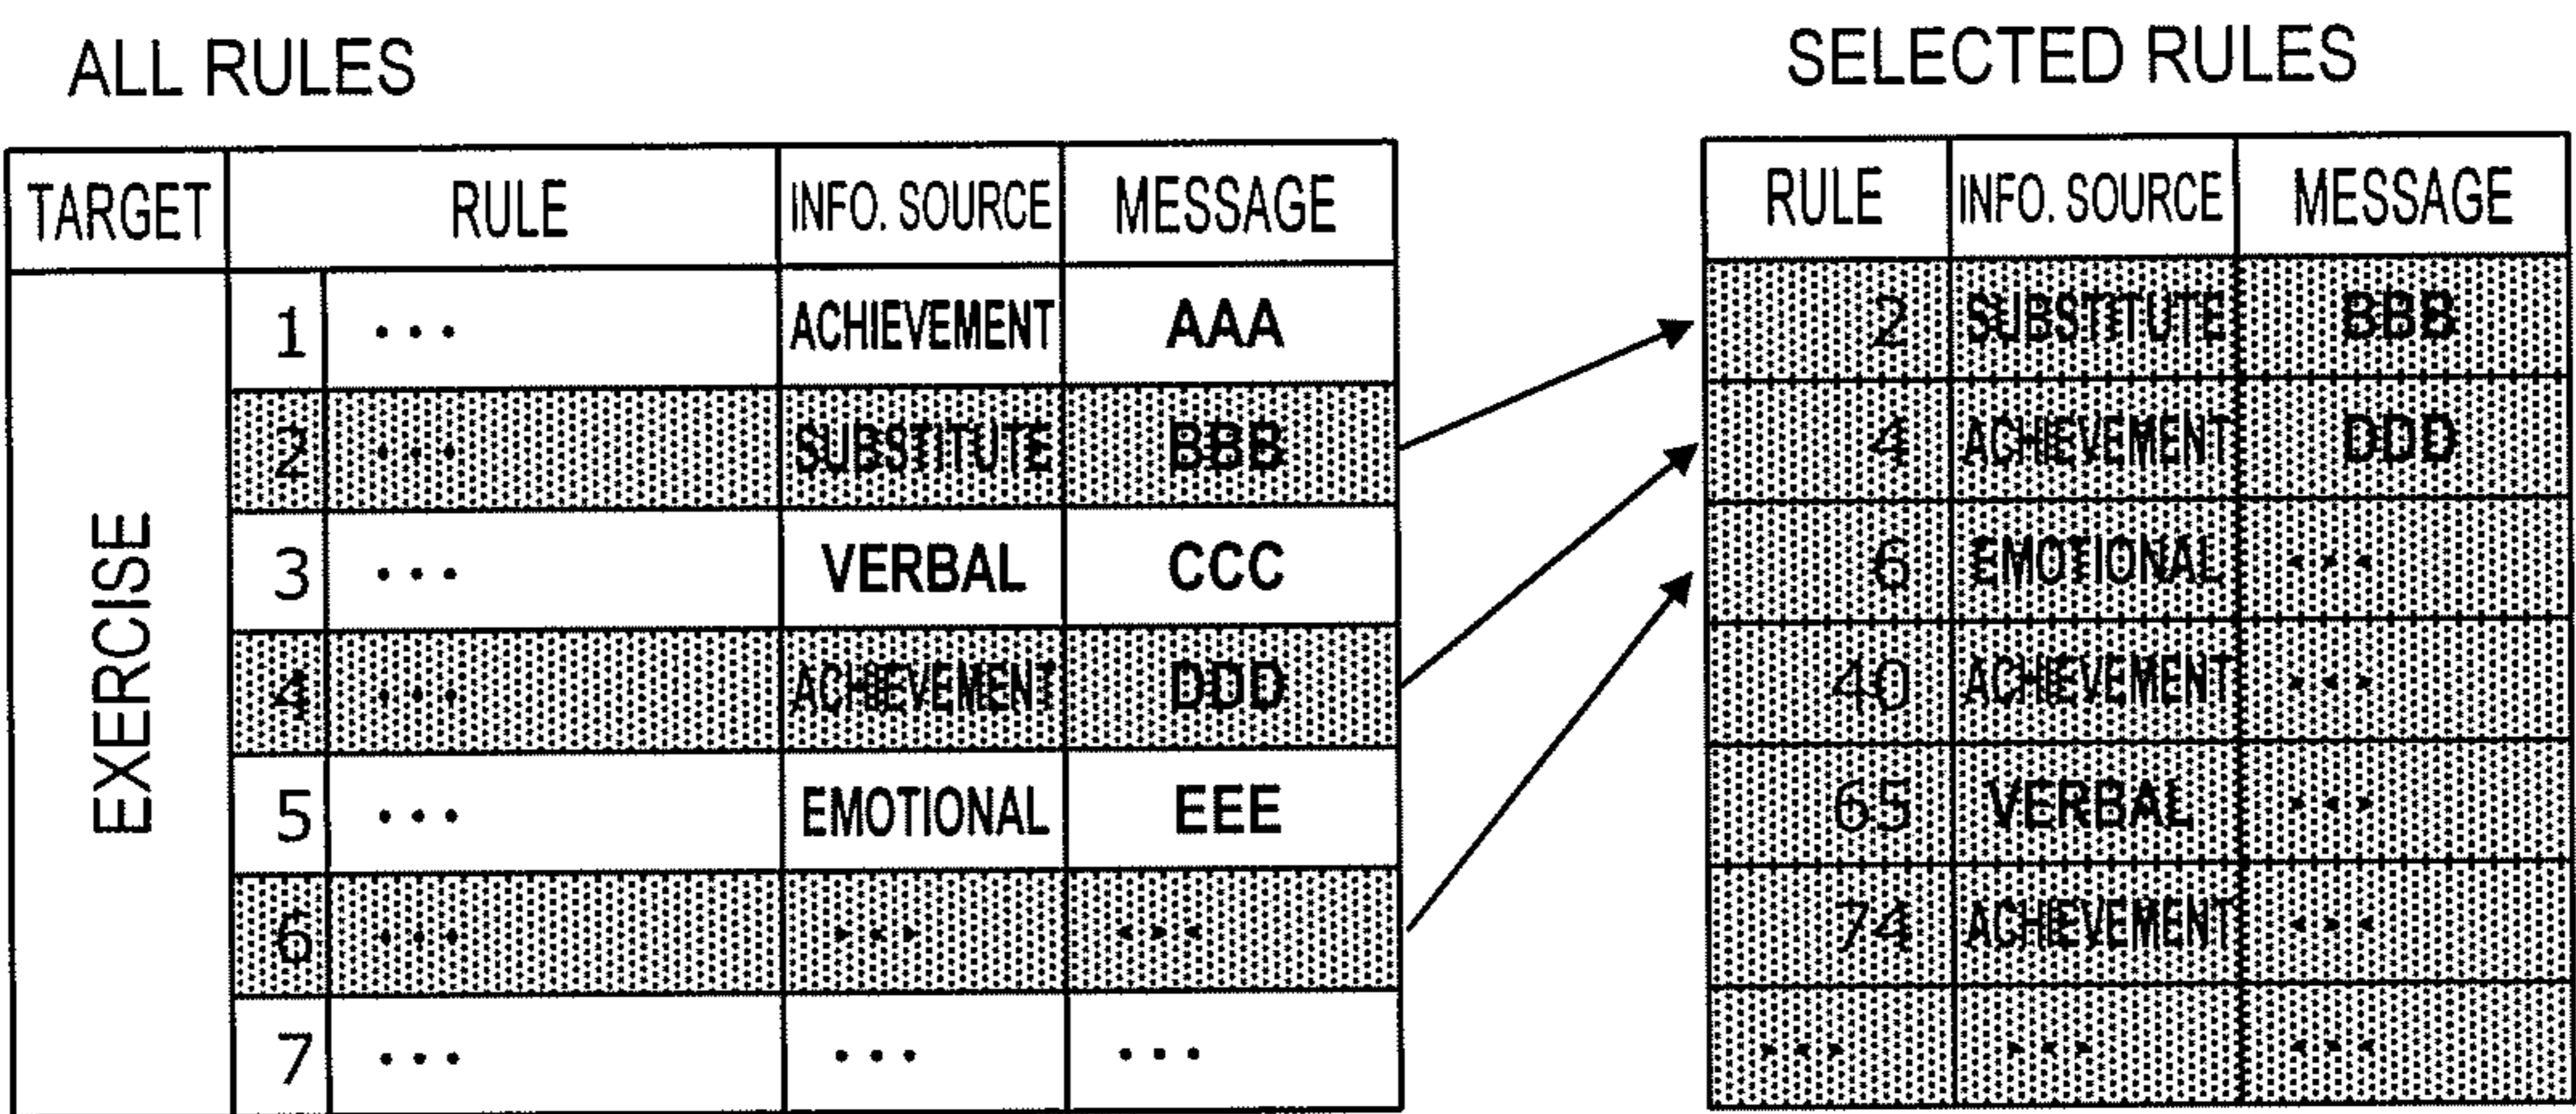 ALL RULES
TARGET RULE INFO. SOURCE MESSAGE
EXERCISE
1 ... ACHIEVEMENT AAA
2 ... SUBSTITUTE BBB
3 ... VERBAL CCC
4 ... ACHIEVEMENT DDD
5 ... EMOTIONAL EEE
6 ... ... ...
7 ... ... ...
SELECTED RULES
RULE INFO. SOURCE MESSAGE
2 SUBSTITUTE BBB
4 ACHIEVEMENT DDD
6 EMOTIONAL ...
40 ACHIEVEMENT ...
65 VERBAL ...
74 ACHIEVEMENT ...
... ... ...